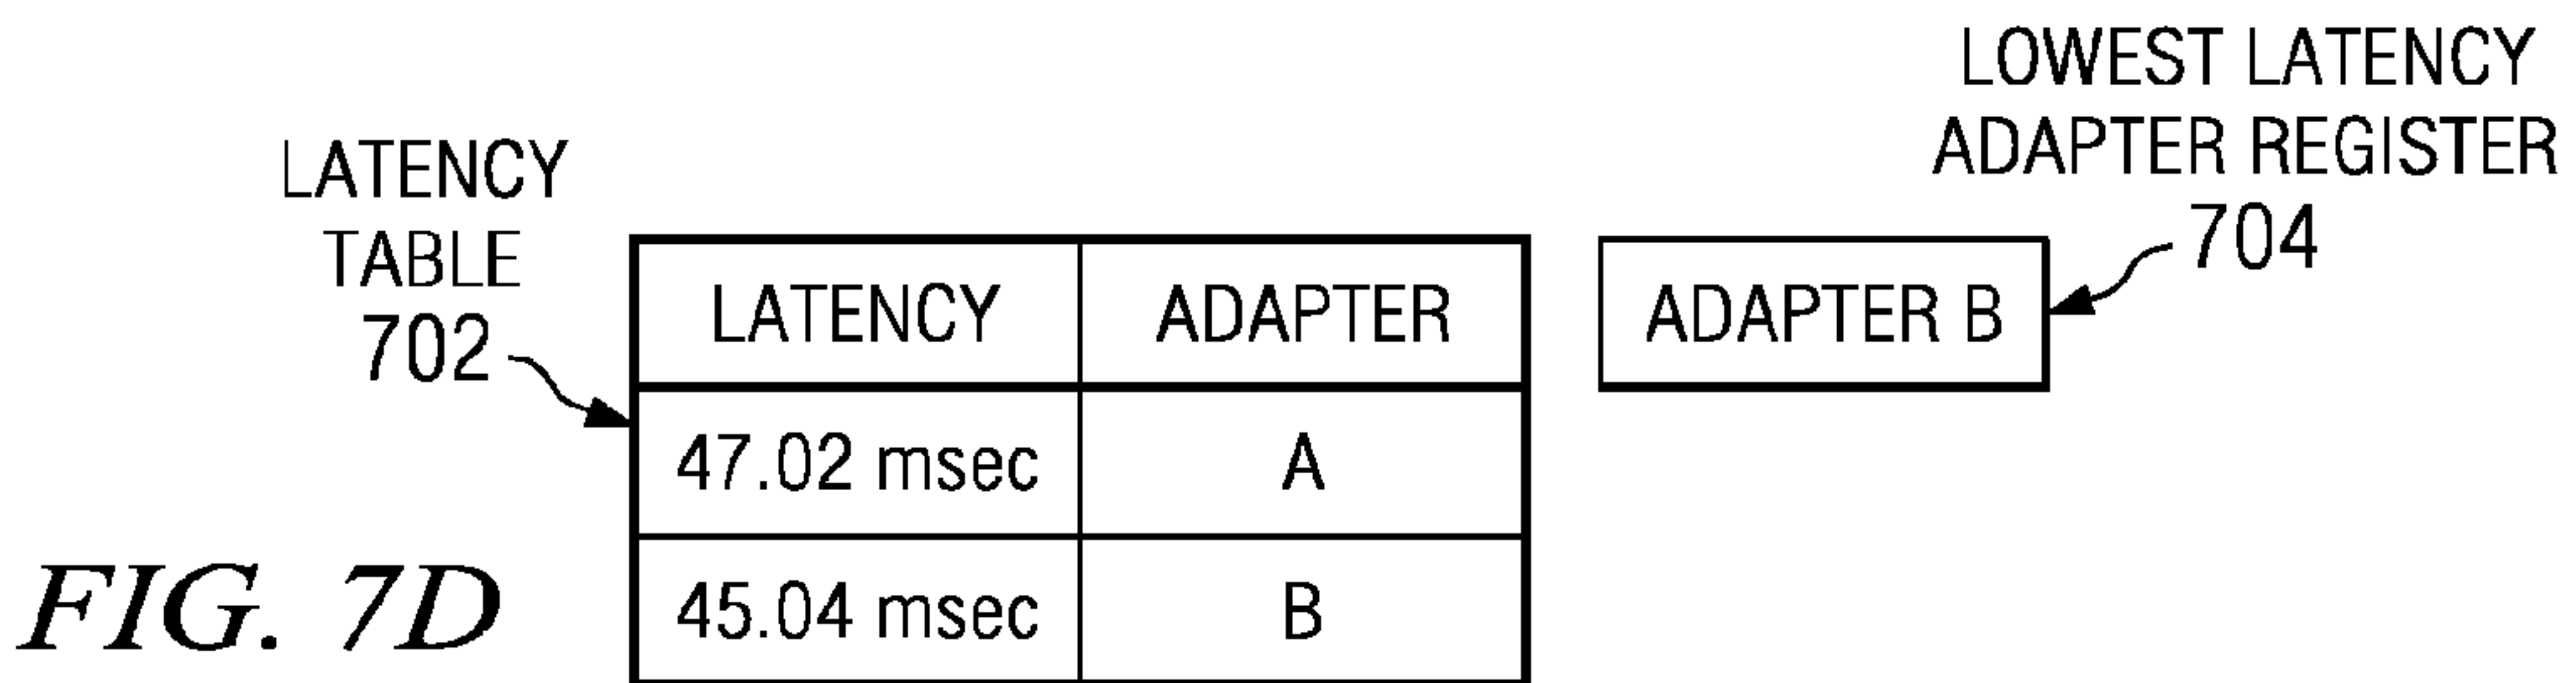 LOWEST LATENCY
ADAPTER REGISTER
704
LATENCY
TABLE
702
LATENCY ADAPTER
47.02 msec A
45.04 msec B
ADAPTER B
FIG. 7D